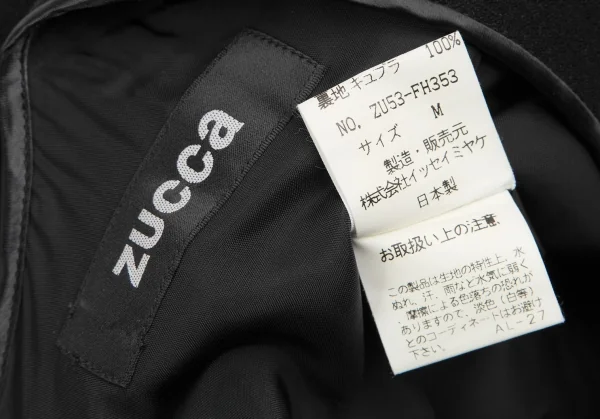 zucca
裏地 キュプラ 100%
NO. ZU53-FH353
サイズ M
製造・販売元
株式会社イッセイミヤケ
日本製
お取扱い上の注意
この製品は生地の特性上、水
ぬれ、汗、雨など水気に弱く
摩擦による色落ちの恐れが
ありますので、淡色(白等)
とのコーディネートはお避け
下さい。 AL-27